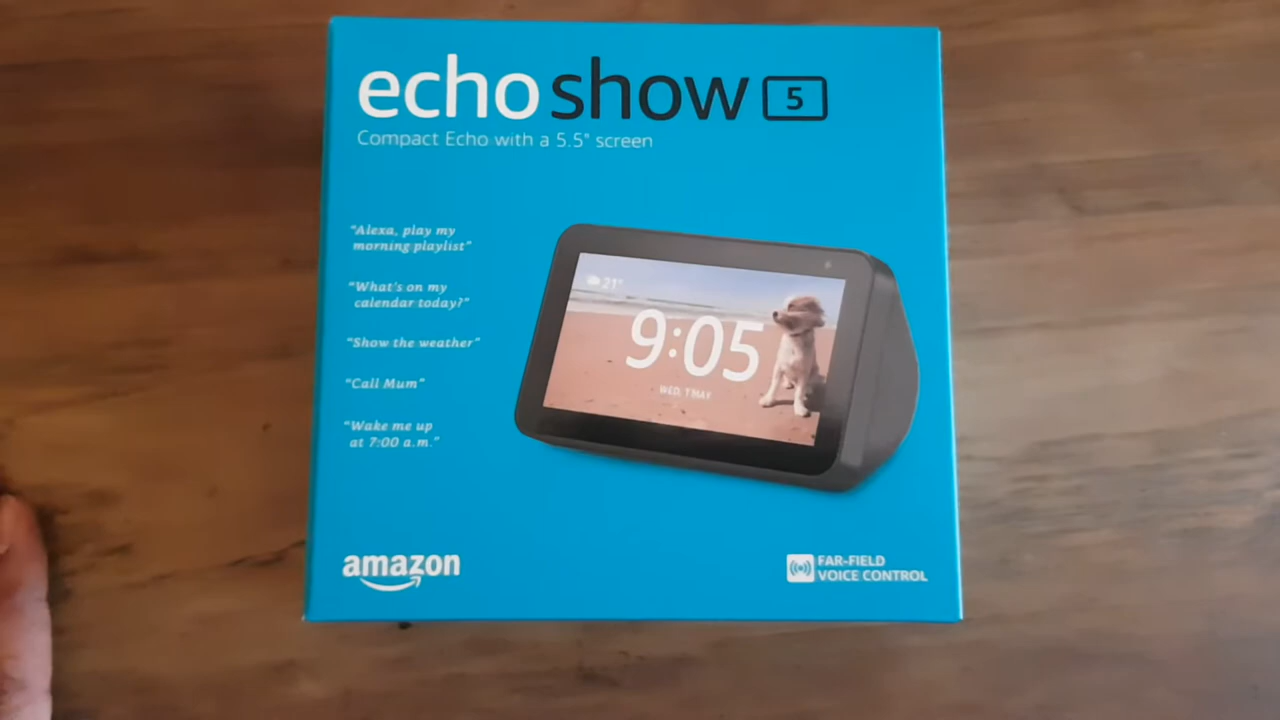 echo show 5
Compact Echo with a 5.5" screen
"Alexa, play my
morning playlist"
"What's on my
calendar today?"
"Show the weather"
"Call Mum"
"Wake me up
at 7:00 a.m."
21°
9:05
WED, 1 MAY
amazon
FAR-FIELD
VOICE CONTROL